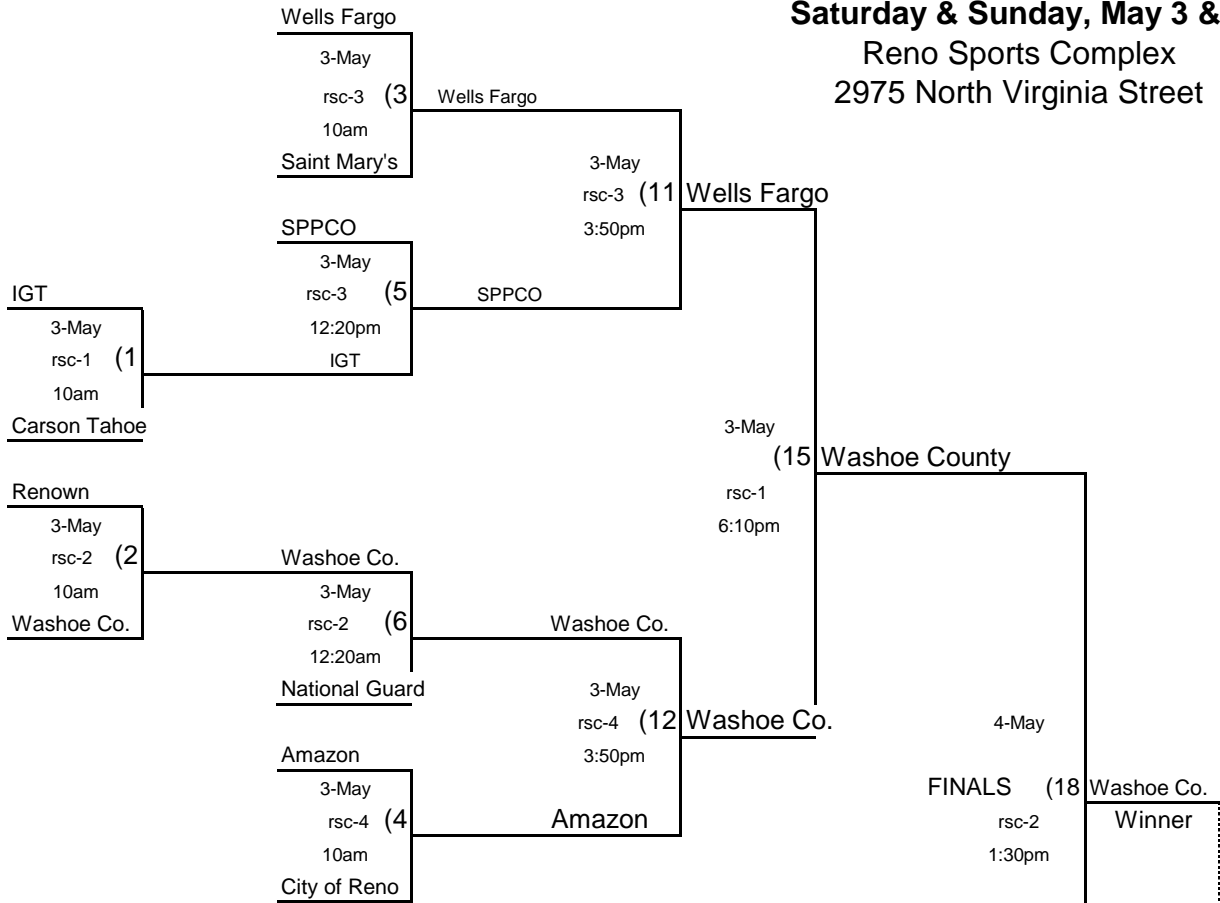 Saturday & Sunday, May 3 &
Reno Sports Complex
2975 North Virginia Street
Wells Fargo
3-May
rsc-3 (3
10am
Saint Mary's
Wells Fargo
3-May
rsc-3 (11
3:50pm
Wells Fargo
SPPCO
3-May
rsc-3 (5
12:20pm
IGT
SPPCO
IGT
3-May
rsc-1 (1
10am
Carson Tahoe
3-May
(15
rsc-1
6:10pm
Washoe County
Renown
3-May
rsc-2 (2
10am
Washoe Co.
Washoe Co.
3-May
rsc-2 (6
12:20am
National Guard
Washoe Co.
3-May
rsc-4 (12
3:50pm
Washoe Co.
Amazon
3-May
rsc-4 (4
10am
City of Reno
Amazon
4-May
FINALS (18
rsc-2
1:30pm
Washoe Co.
Winner